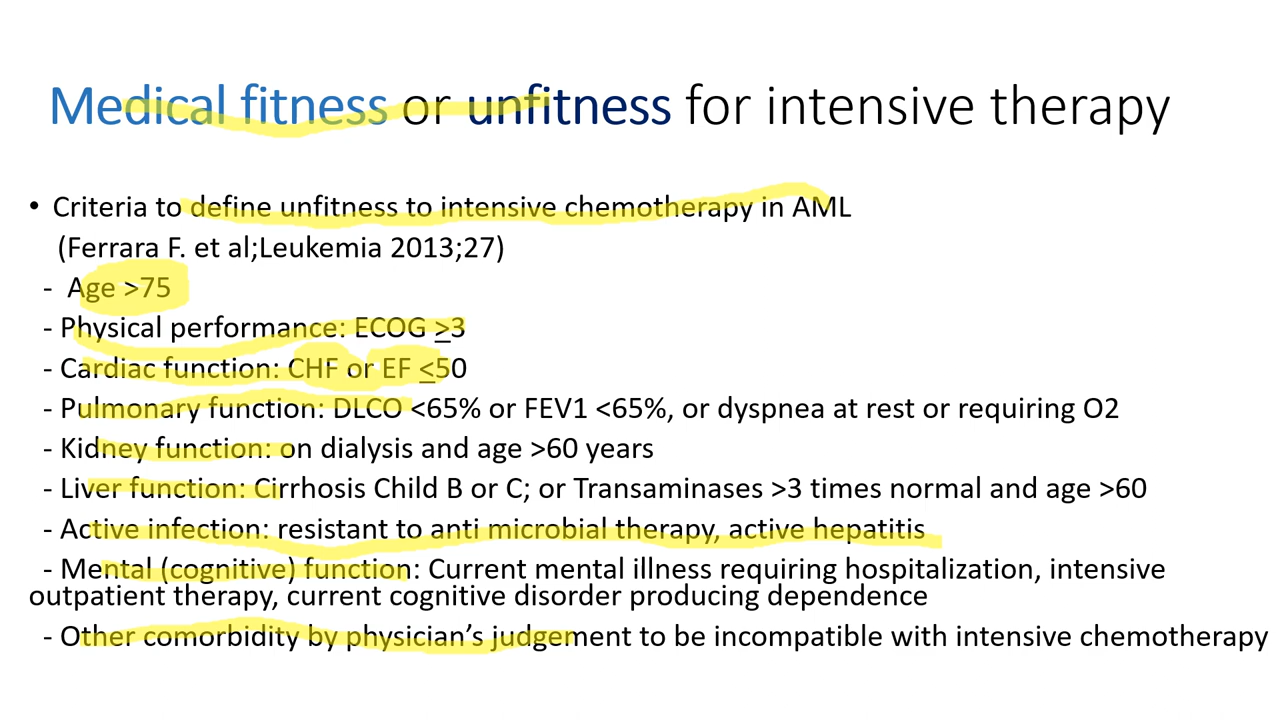 Medical fitness or unfitness for intensive therapy
• Criteria to define unfitness to intensive chemotherapy in AML
(Ferrara F. et al;Leukemia 2013;27)
- Age >75
- Physical performance: ECOG ≥3
- Cardiac function: CHF or EF ≤50
- Pulmonary function: DLCO <65% or FEV1 <65%, or dyspnea at rest or requiring O2
- Kidney function: on dialysis and age >60 years
- Liver function: Cirrhosis Child B or C; or Transaminases >3 times normal and age >60
- Active infection: resistant to anti microbial therapy, active hepatitis
- Mental (cognitive) function: Current mental illness requiring hospitalization, intensive
outpatient therapy, current cognitive disorder producing dependence
- Other comorbidity by physician's judgement to be incompatible with intensive chemotherapy